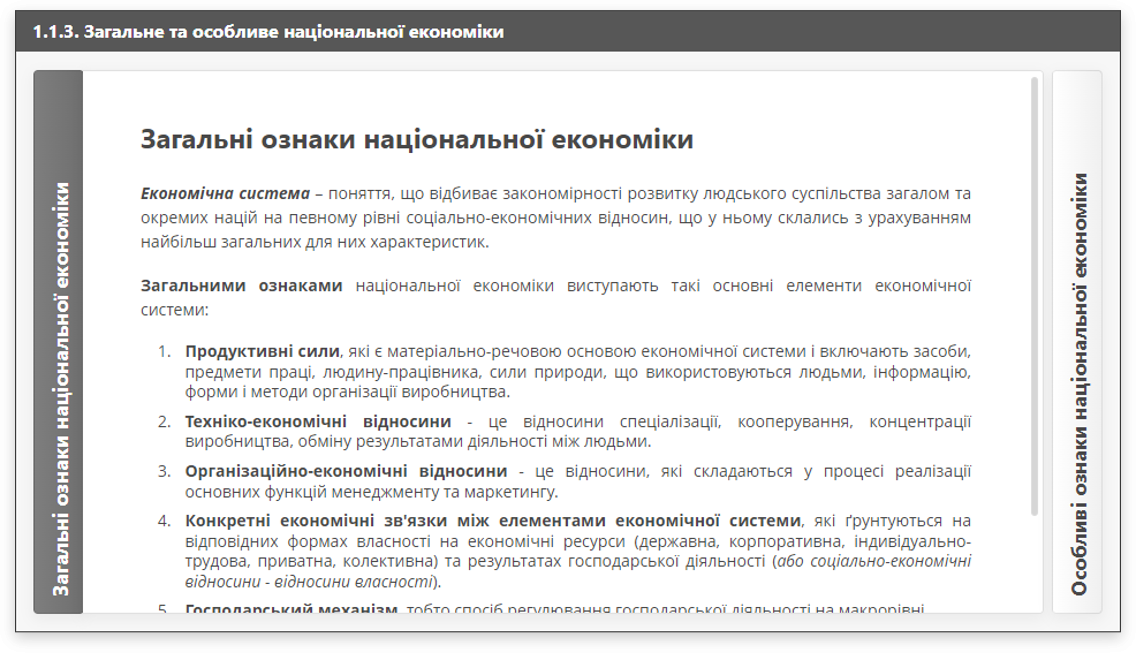 1.1.3. Загальне та особливе національної економіки
Загальні ознаки національної економіки
Загальні ознаки національної економіки
Економічна система – поняття, що відбиває закономірності розвитку людського суспільства загалом та
окремих націй на певному рівні соціально-економічних відносин, що у ньому склались з урахуванням
найбільш загальних для них характеристик.
Загальними ознаками національної економіки виступають такі основні елементи економічної
системи:
1. Продуктивні сили, які є матеріально-речовою основою економічної системи і включають засоби,
предмети праці, людину-працівника, сили природи, що використовуються людьми, інформацію,
форми і методи організації виробництва.
2. Техніко-економічні відносини - це відносини спеціалізації, кооперування, концентрації
виробництва, обміну результатами діяльності між людьми.
3. Організаційно-економічні відносини - це відносини, які складаються у процесі реалізації
основних функцій менеджменту та маркетингу.
4. Конкретні економічні зв'язки між елементами економічної системи, які ґрунтуються на
відповідних формах власності на економічні ресурси (державна, корпоративна, індивідуально-
трудова, приватна, колективна) та результатах господарської діяльності (або соціально-економічні
відносини - відносини власності).
5. Господарський механізм, тобто спосіб регулювання господарської діяльності на макрорівні
Особливі ознаки національної економіки